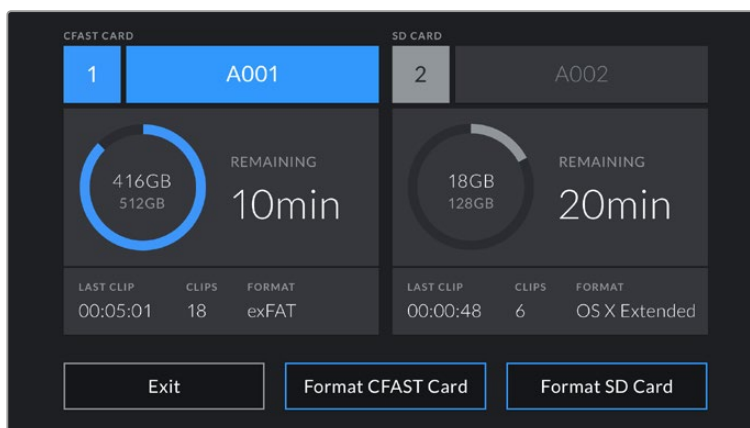 CFAST CARD
1
A001
416GB
512GB
REMAINING
10min
LAST CLIP
CLIPS
FORMAT
00:05:01
18
exFAT
SD CARD
2
A002
18GB
128GB
REMAINING
20min
LAST CLIP
CLIPS
FORMAT
00:00:48
6
OS X Extended
Exit
Format CFAST Card
Format SD Card